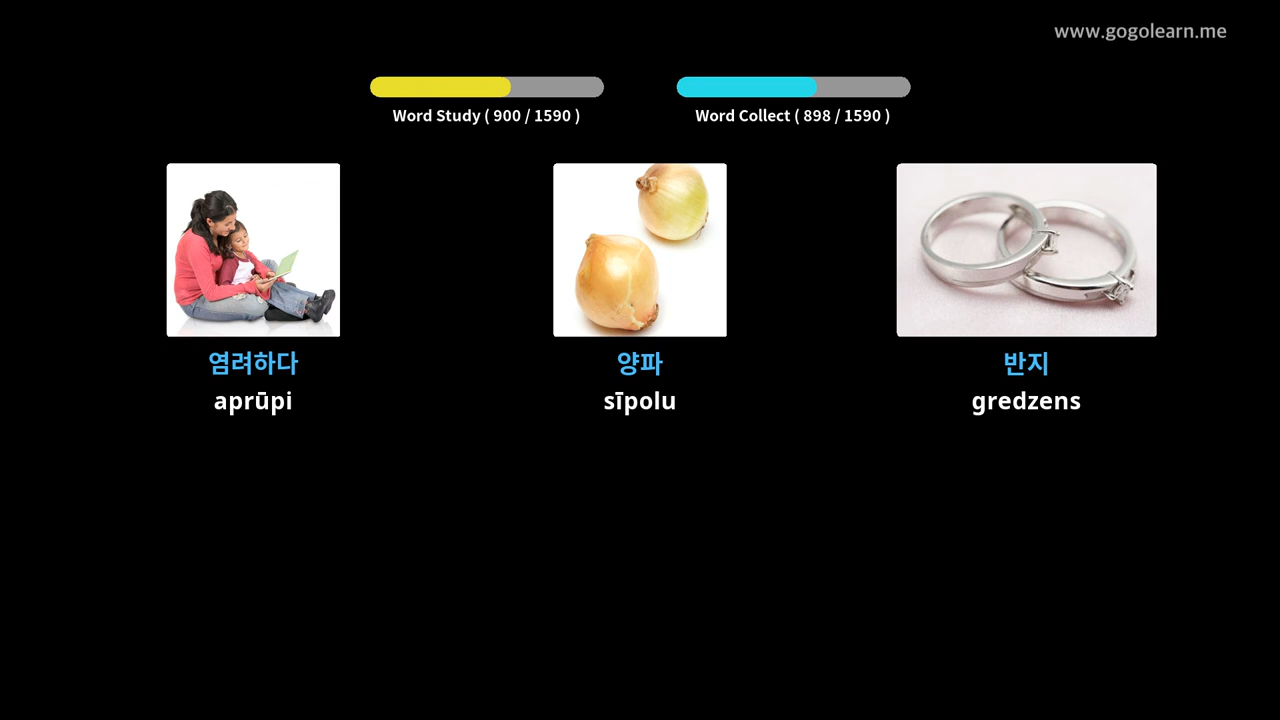 www.gogolearn.me
Word Study ( 900 / 1590 )
Word Collect ( 898 / 1590 )
염려하다
양파
반지
aprūpi
sīpolu
gredzens